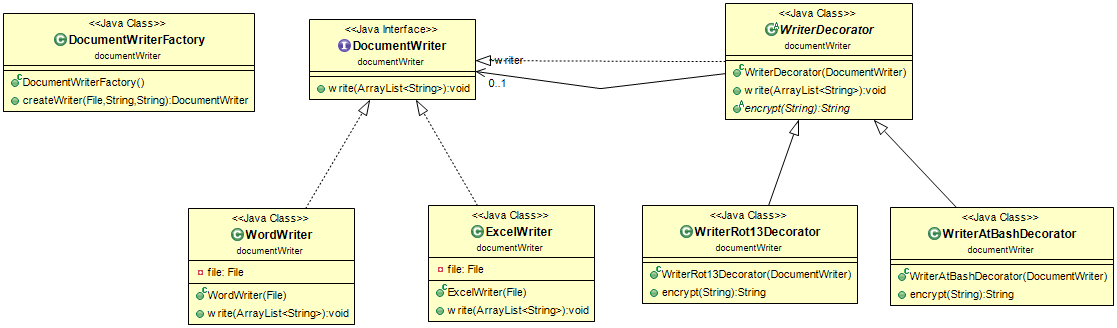 <<Java Class>>
DocumentWriterFactory
documentWriter
DocumentWriterFactory()
createWriter(File,String,String):DocumentWriter
<<Java Interface>>
DocumentWriter
documentWriter
write(ArrayList<String>):void
-writer
0..1
<<Java Class>>
WriterDecorator
documentWriter
WriterDecorator(DocumentWriter)
write(ArrayList<String>):void
encrypt(String):String
<<Java Class>>
WordWriter
documentWriter
file: File
WordWriter(File)
write(ArrayList<String>):void
<<Java Class>>
ExcelWriter
documentWriter
file: File
ExcelWriter(File)
write(ArrayList<String>):void
<<Java Class>>
WriterRot13Decorator
documentWriter
WriterRot13Decorator(DocumentWriter)
encrypt(String):String
<<Java Class>>
WriterAtBashDecorator
documentWriter
WriterAtBashDecorator(DocumentWriter)
encrypt(String):String